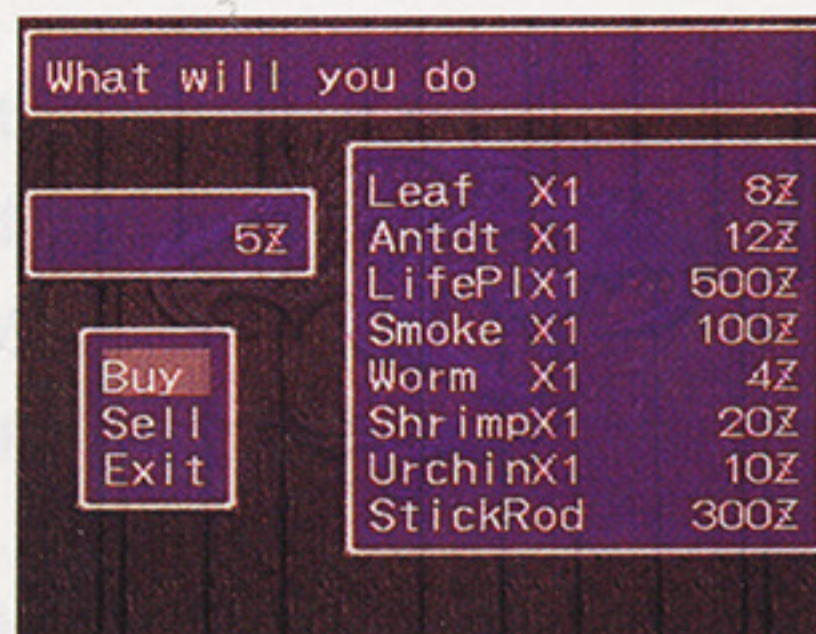 What will you do
5Z
Buy
Sell
Exit
Leaf X1 8Z
Antdt X1 12Z
LifePlX1 500Z
Smoke X1 100Z
Worm X1 4Z
ShrimpX1 20Z
UrchinX1 10Z
StickRod 300Z